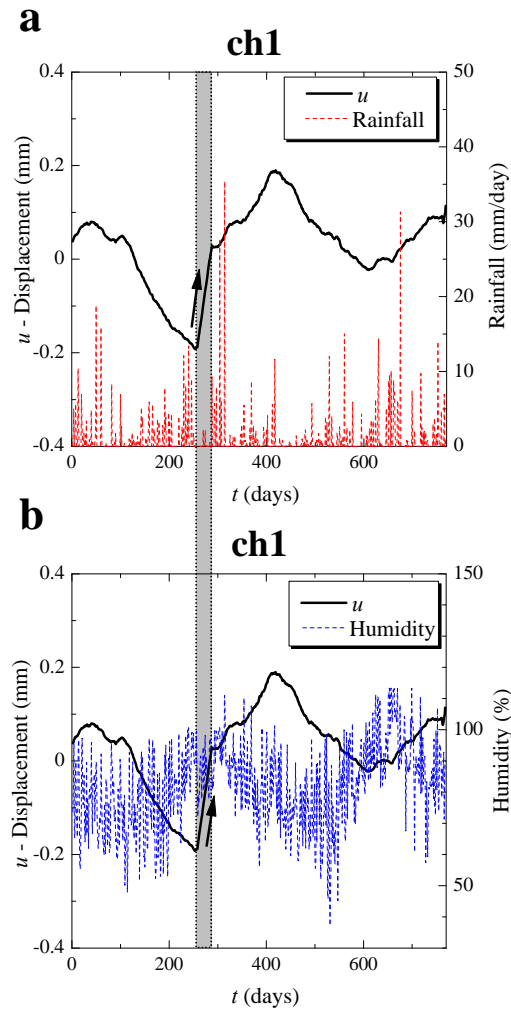 a
ch1
u
Rainfall
u - Displacement (mm)
0.4
0.2
0
-0.2
-0.4
50
40
30
20
10
0
Rainfall (mm/day)
0 200 400 600
t (days)
b
ch1
u
Humidity
u - Displacement (mm)
0.4
0.2
0
-0.2
-0.4
150
100
50
Humidity (%)
0 200 400 600
t (days)